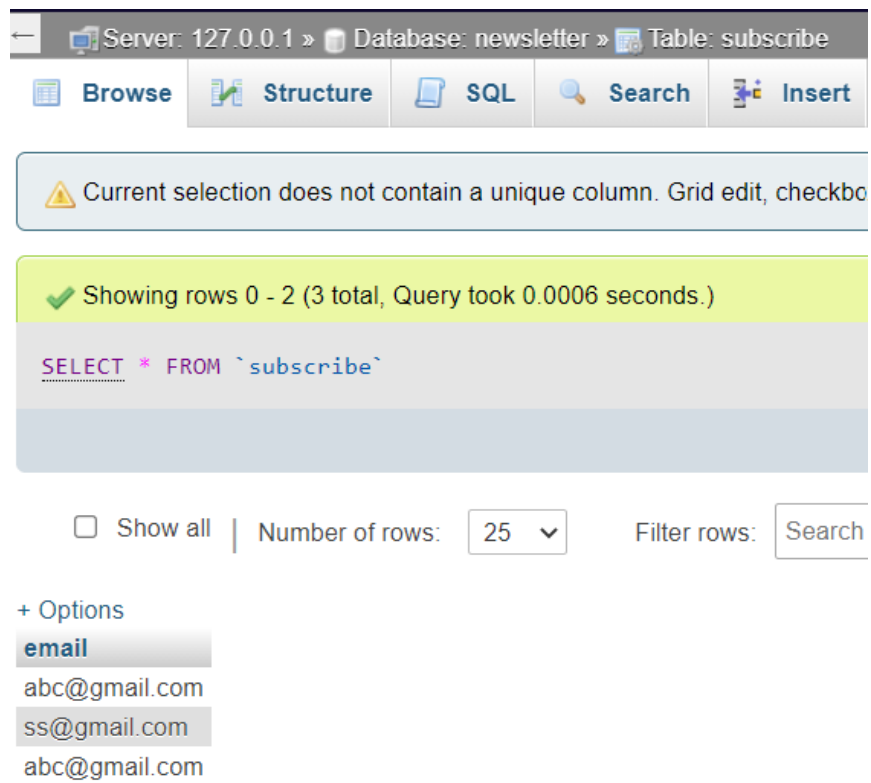 ← Server: 127.0.0.1 » Database: newsletter » Table: subscribe
Browse Structure SQL Search Insert
Current selection does not contain a unique column. Grid edit, checkbo
Showing rows 0 - 2 (3 total, Query took 0.0006 seconds.)
SELECT * FROM `subscribe`
Show all | Number of rows: 25 Filter rows: Search
+ Options
email
abc@gmail.com
ss@gmail.com
abc@gmail.com